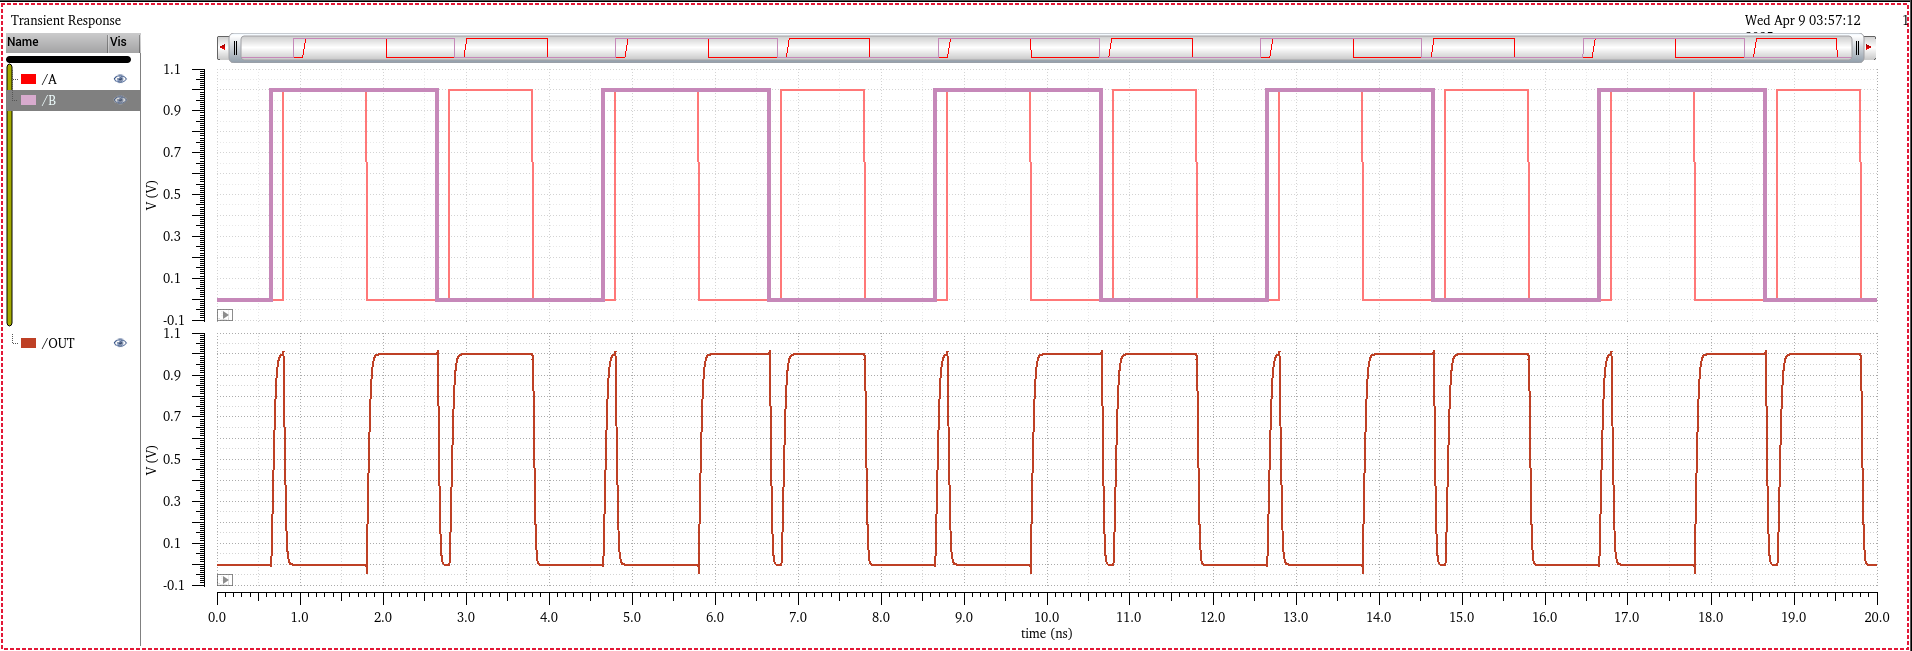 Transient Response
Wed Apr 9 03:57:12
1
Name Vis
/A
/B
1.1
0.9
0.7
0.5
0.3
0.1
-0.1
V (V)
/OUT
1.1
0.9
0.7
0.5
0.3
0.1
-0.1
V (V)
0.0 1.0 2.0 3.0 4.0 5.0 6.0 7.0 8.0 9.0 10.0 11.0 12.0 13.0 14.0 15.0 16.0 17.0 18.0 19.0 20.0
time (ns)